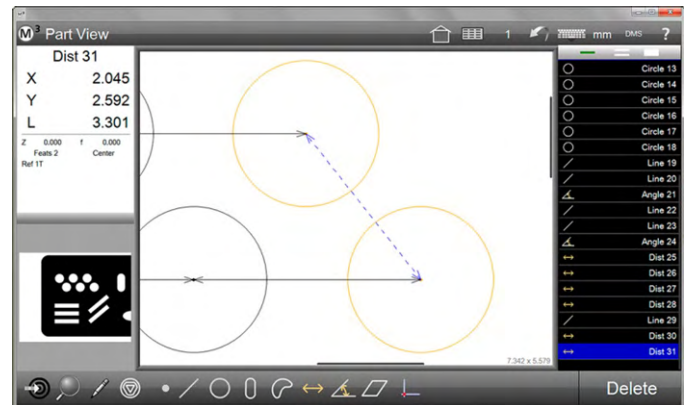 M³ Part View
1
mm
DMS
?
Dist 31
X 2.045
Y 2.592
L 3.301
Z 0.000 f 0.000
Feats 2 Center
Ref 1T
7.342 x 5.579
Circle 13
Circle 14
Circle 15
Circle 16
Circle 17
Circle 18
Line 19
Line 20
Angle 21
Line 22
Line 23
Angle 24
Dist 25
Dist 26
Dist 27
Dist 28
Line 29
Dist 30
Dist 31
Delete